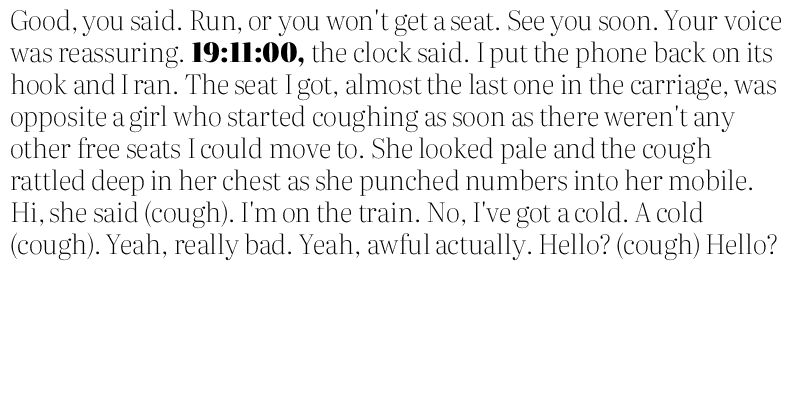 Good, you said. Run, or you won't get a seat. See you soon. Your voice
was reassuring. 19:11:00, the clock said. I put the phone back on its
hook and I ran. The seat I got, almost the last one in the carriage, was
opposite a girl who started coughing as soon as there weren't any
other free seats I could move to. She looked pale and the cough
rattled deep in her chest as she punched numbers into her mobile.
Hi, she said (cough). I'm on the train. No, I've got a cold. A cold
(cough). Yeah, really bad. Yeah, awful actually. Hello? (cough) Hello?